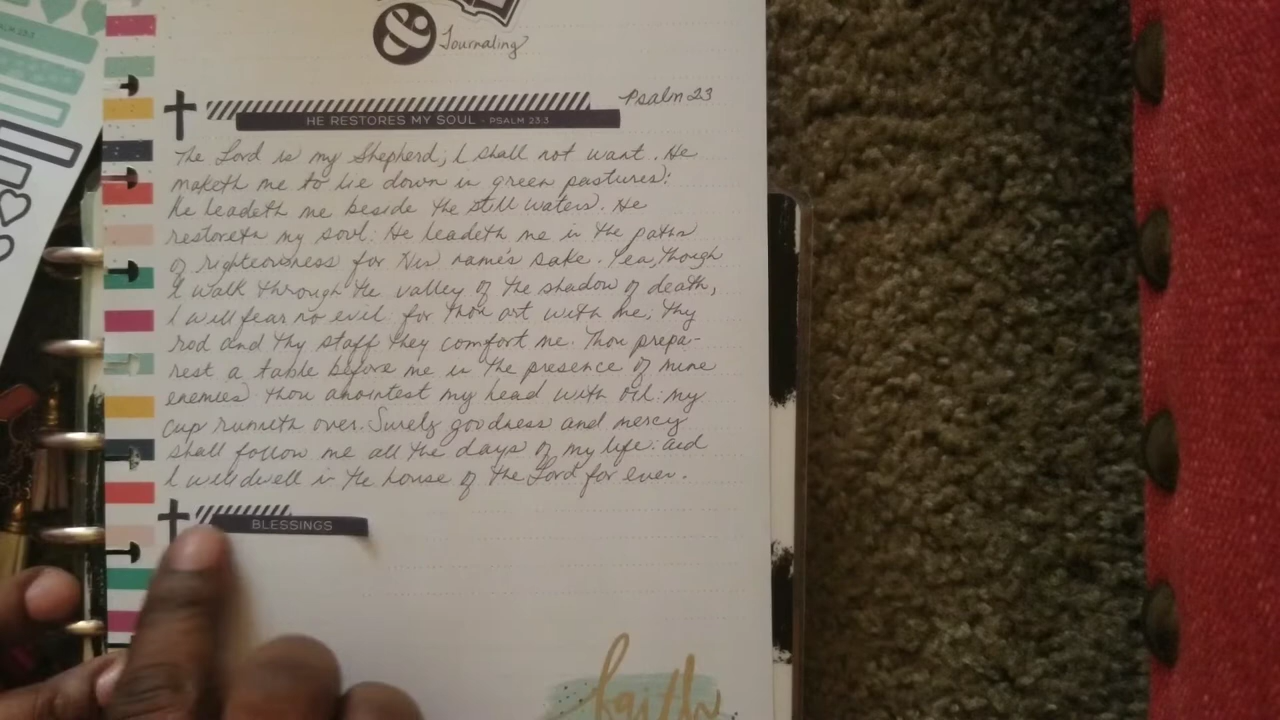 & Journaling
Psalm 23
HE RESTORES MY SOUL - PSALM 23:3
The Lord is my Shepherd; I shall not want. He
maketh me to lie down in green pastures:
He leadeth me beside the still waters. He
restoreth my soul: He leadeth me in the paths
of righteousness for His name's sake. Yea, though
I walk through the valley of the shadow of death,
I will fear no evil: for thou art with me; thy
rod and thy staff they comfort me. Thou prepa-
rest a table before me in the presence of mine
enemies: thou anointest my head with oil: my
cup runneth over. Surely goodness and mercy
shall follow me all the days of my life: and
I will dwell in the house of the Lord for ever.
BLESSINGS
faith